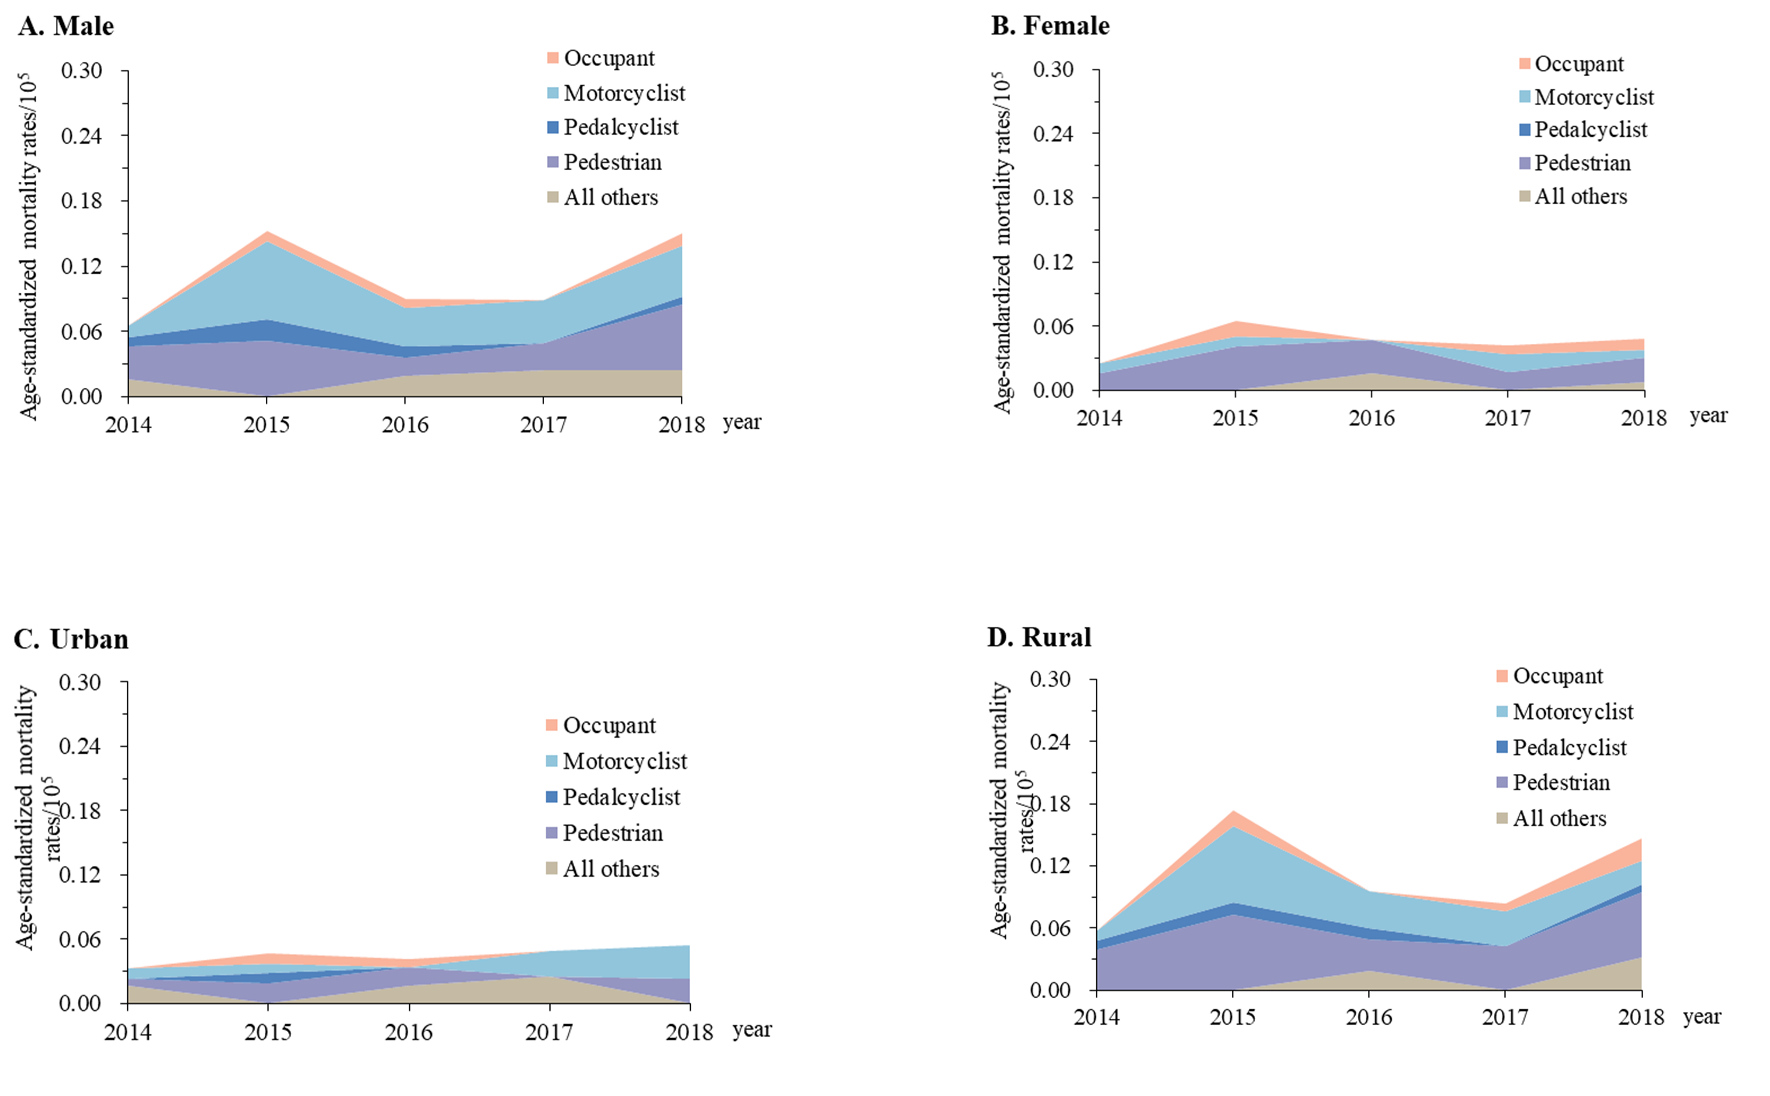 A. Male
Age-standardized mortality rates/10⁵
0.30
0.24
0.18
0.12
0.06
0.00
2014 2015 2016 2017 2018 year
Occupant
Motorcyclist
Pedalcyclist
Pedestrian
All others
B. Female
Age-standardized mortality rates/10⁵
0.30
0.24
0.18
0.12
0.06
0.00
2014 2015 2016 2017 2018 year
Occupant
Motorcyclist
Pedalcyclist
Pedestrian
All others
C. Urban
Age-standardized mortality
rates/10⁵
0.30
0.24
0.18
0.12
0.06
0.00
2014 2015 2016 2017 2018 year
Occupant
Motorcyclist
Pedalcyclist
Pedestrian
All others
D. Rural
Age-standardized mortality
rates/10⁵
0.30
0.24
0.18
0.12
0.06
0.00
2014 2015 2016 2017 2018 year
Occupant
Motorcyclist
Pedalcyclist
Pedestrian
All others